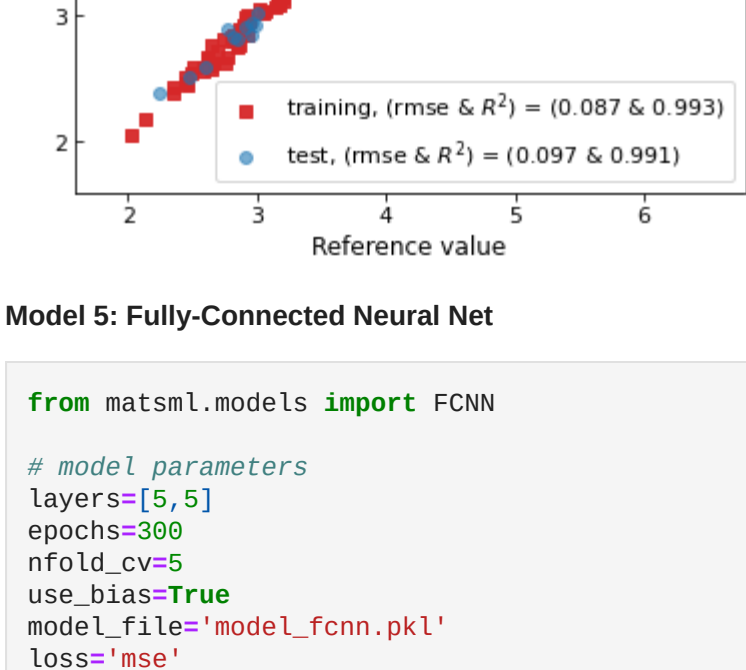 3
2
training, (rmse & R²) = (0.087 & 0.993)
test, (rmse & R²) = (0.097 & 0.991)
2 3 4 5 6
Reference value
Model 5: Fully-Connected Neural Net
from matsml.models import FCNN
# model parameters
layers=[5,5]
epochs=300
nfold_cv=5
use_bias=True
model_file='model_fcnn.pkl'
loss='mse'